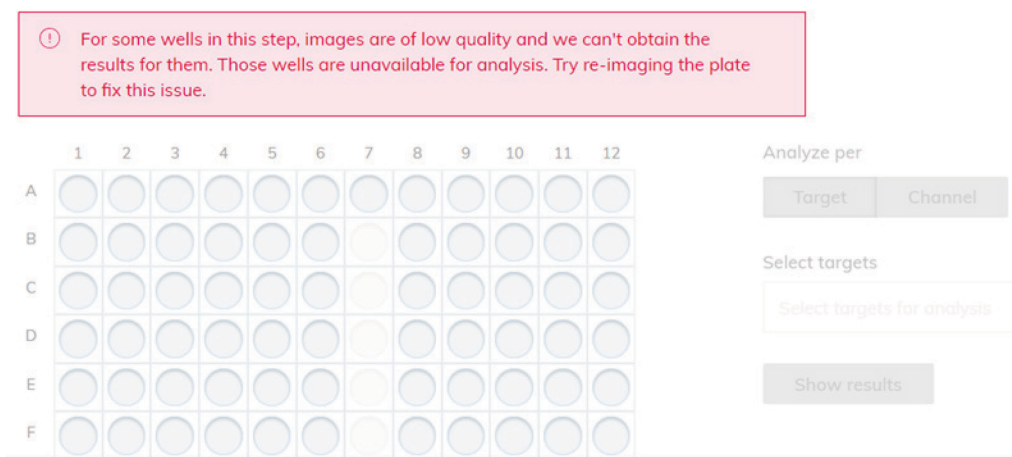 For some wells in this step, images are of low quality and we can't obtain the
results for them. Those wells are unavailable for analysis. Try re-imaging the plate
to fix this issue.
1 2 3 4 5 6 7 8 9 10 11 12
Analyze per
A
Target Channel
B
Select targets
C
Select targets for analysis
D
E
Show results
F